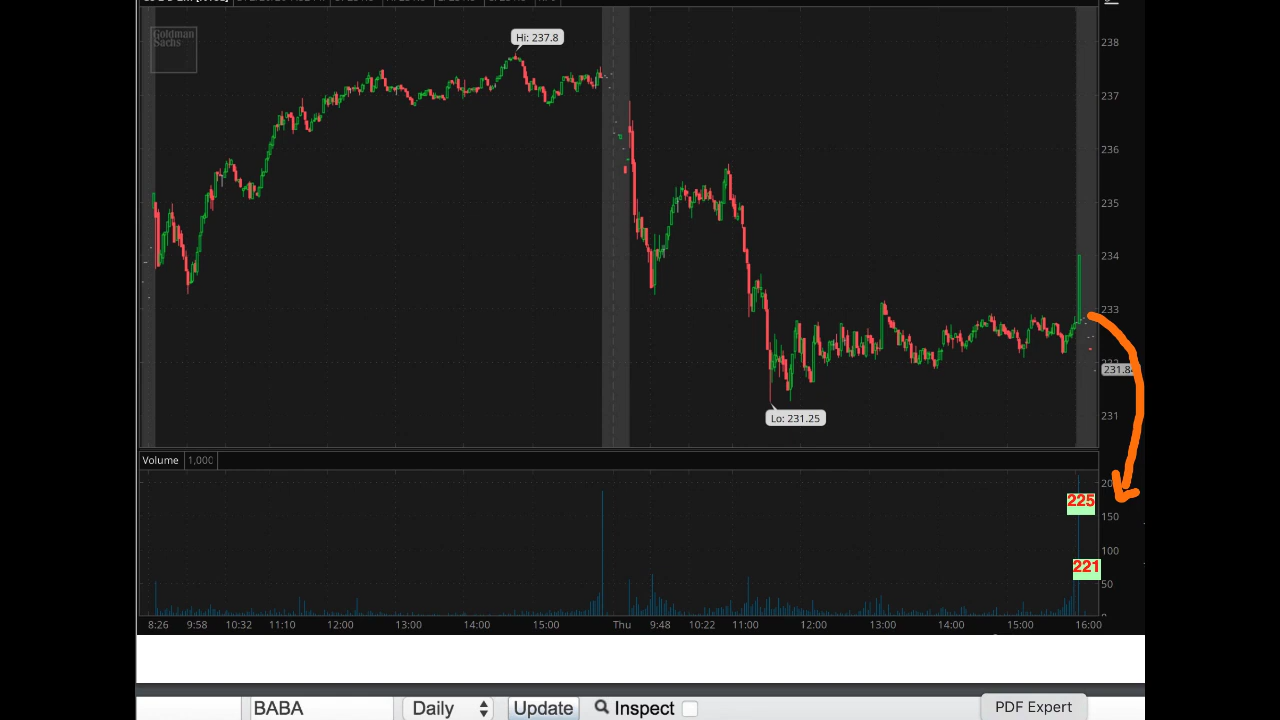 Goldman
Sachs
Hi: 237.8
238
237
236
235
234
233
231.84
231
Lo: 231.25
Volume 1,000
225
150
100
221
50
8:26 9:58 10:32 11:10 12:00 13:00 14:00 15:00 Thu 9:48 10:22 11:00 12:00 13:00 14:00 15:00 16:00
BABA Daily Update Inspect PDF Expert